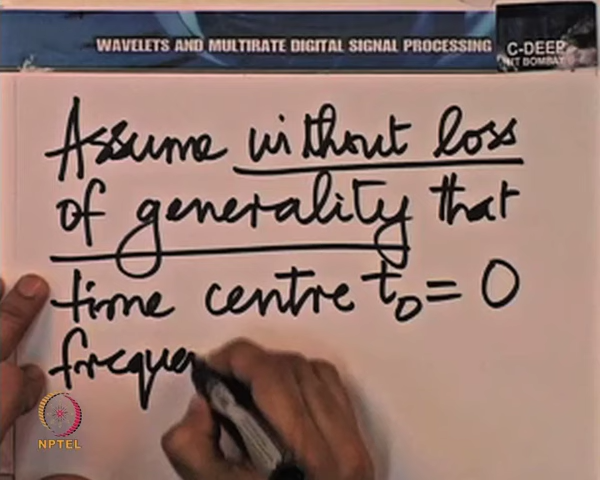 WAVELETS AND MULTIRATE DIGITAL SIGNAL PROCESSING
C-DEEP
IIT BOMBAY
Assume without loss
of generality that
time centre t₀ = 0
freque
NPTEL